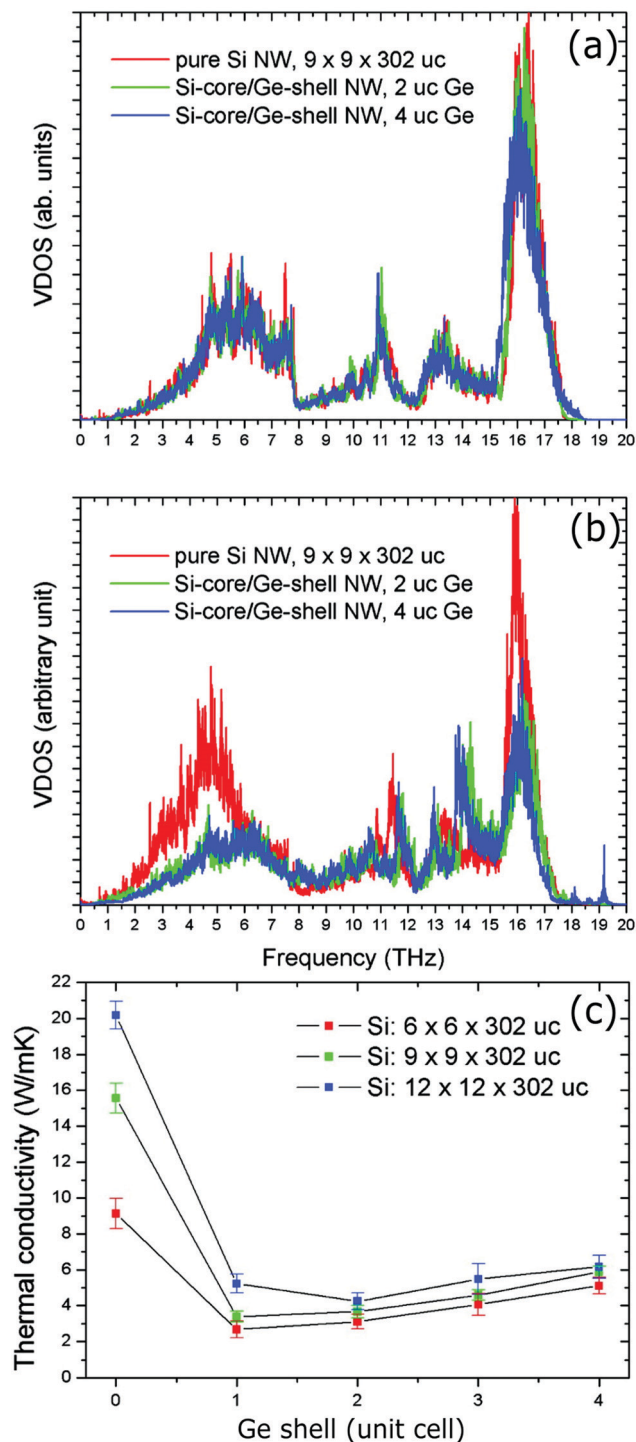 (a)
pure Si NW, 9 x 9 x 302 uc
Si-core/Ge-shell NW, 2 uc Ge
Si-core/Ge-shell NW, 4 uc Ge
VDOS (ab. units)
0 1 2 3 4 5 6 7 8 9 10 11 12 13 14 15 16 17 18 19 20
(b)
pure Si NW, 9 x 9 x 302 uc
Si-core/Ge-shell NW, 2 uc Ge
Si-core/Ge-shell NW, 4 uc Ge
VDOS (arbitrary unit)
0 1 2 3 4 5 6 7 8 9 10 11 12 13 14 15 16 17 18 19 20
Frequency (THz)
(c)
Si: 6 x 6 x 302 uc
Si: 9 x 9 x 302 uc
Si: 12 x 12 x 302 uc
Thermal conductivity (W/mK)
22
20
18
16
14
12
10
8
6
4
2
0
0 1 2 3 4
Ge shell (unit cell)